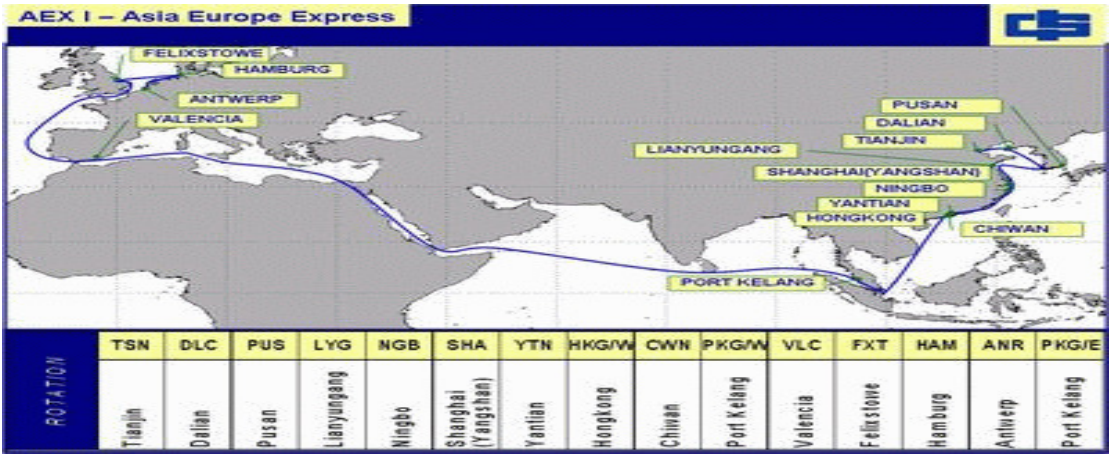 AEX I – Asia Europe Express
cls
FELIXSTOWE
HAMBURG
ANTWERP
VALENCIA
PUSAN
DALIAN
TIANJIN
LIANYUNGANG
SHANGHAI(YANGSHAN)
NINGBO
YANTIAN
HONGKONG
CHIWAN
PORT KELANG
ROTATION
TSN DLC PUS LYG NGB SHA YTN HKG/W CWN PKG/W VLC FXT HAM ANR PKG/E
Tianjin Dalian Pusan Lianyungang Ningbo Shanghai (Yangshan) Yantian Hongkong Chiwan Port Kelang Valencia Felixstowe Hamburg Antwerp Port Kelang